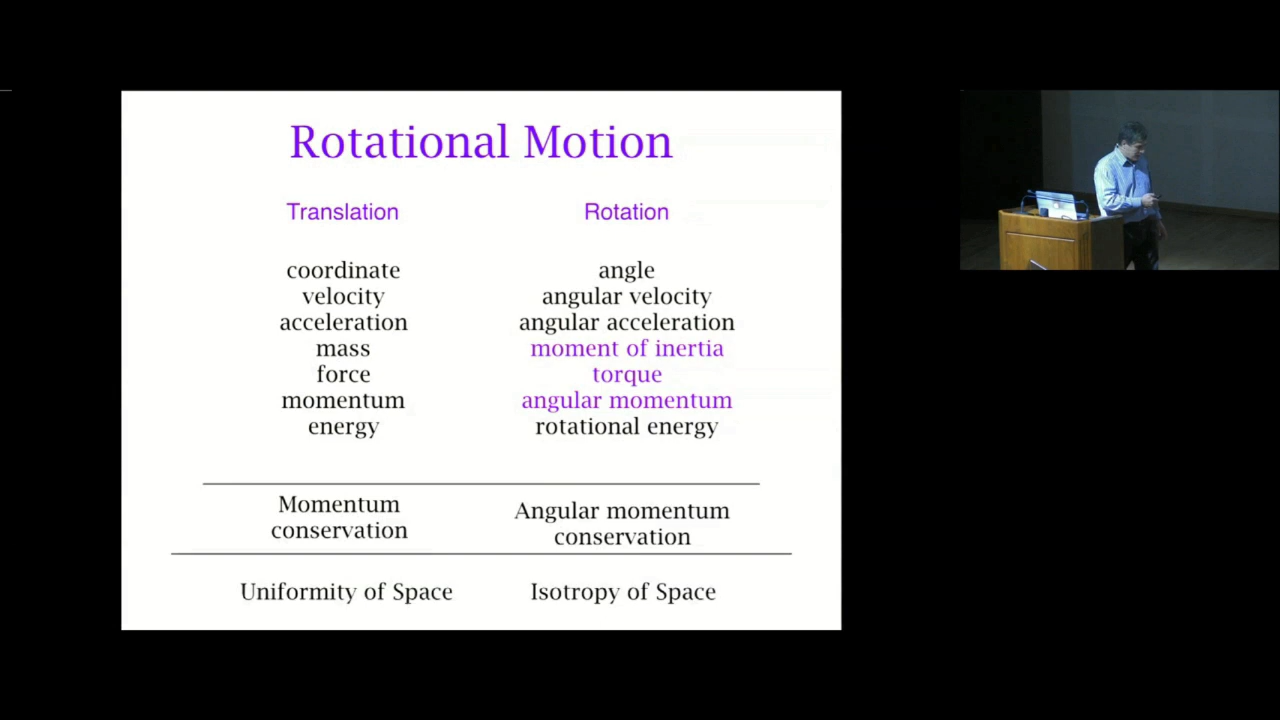 Rotational Motion
Translation Rotation
coordinate angle
velocity angular velocity
acceleration angular acceleration
mass moment of inertia
force torque
momentum angular momentum
energy rotational energy
Momentum
conservation
Angular momentum
conservation
Uniformity of Space Isotropy of Space